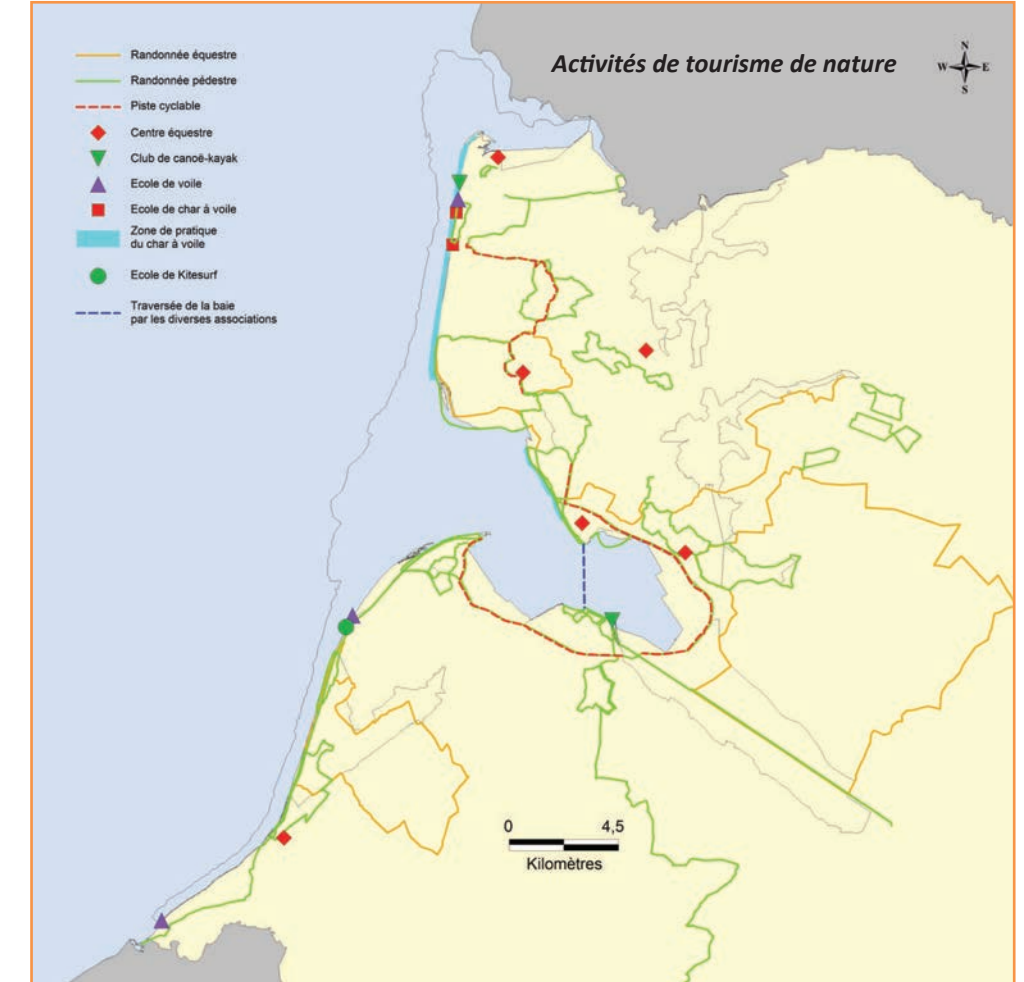 Activités de tourisme de nature
N
W E
S
Randonnée équestre
Randonnée pédestre
Piste cyclable
Centre équestre
Club de canoë-kayak
Ecole de voile
Ecole de char à voile
Zone de pratique
du char à voile
Ecole de Kitesurf
Traversée de la baie
par les diverses associations
0 4,5
Kilomètres